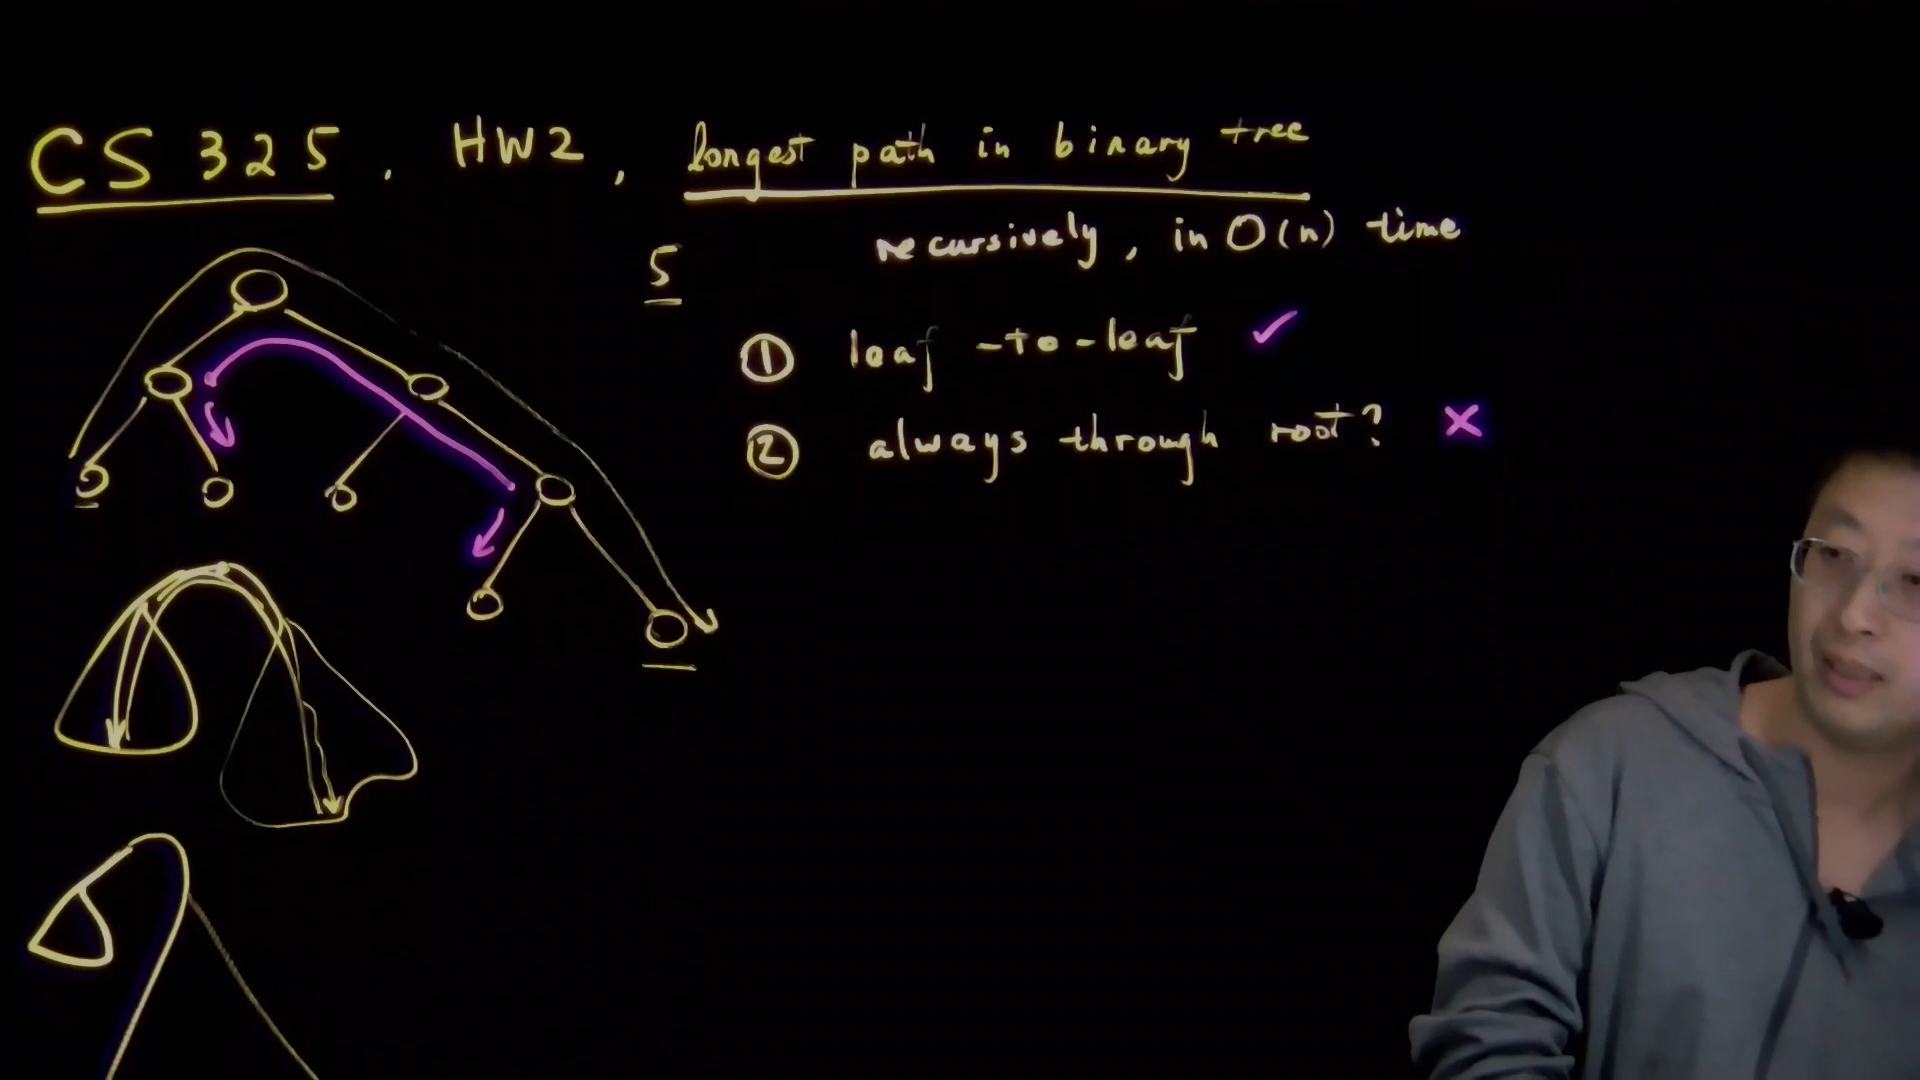 CS 325 . HW2 , longest path in binary tree
recursively, in O(n) time
5
① leaf-to-leaf ✓
② always through root? ×